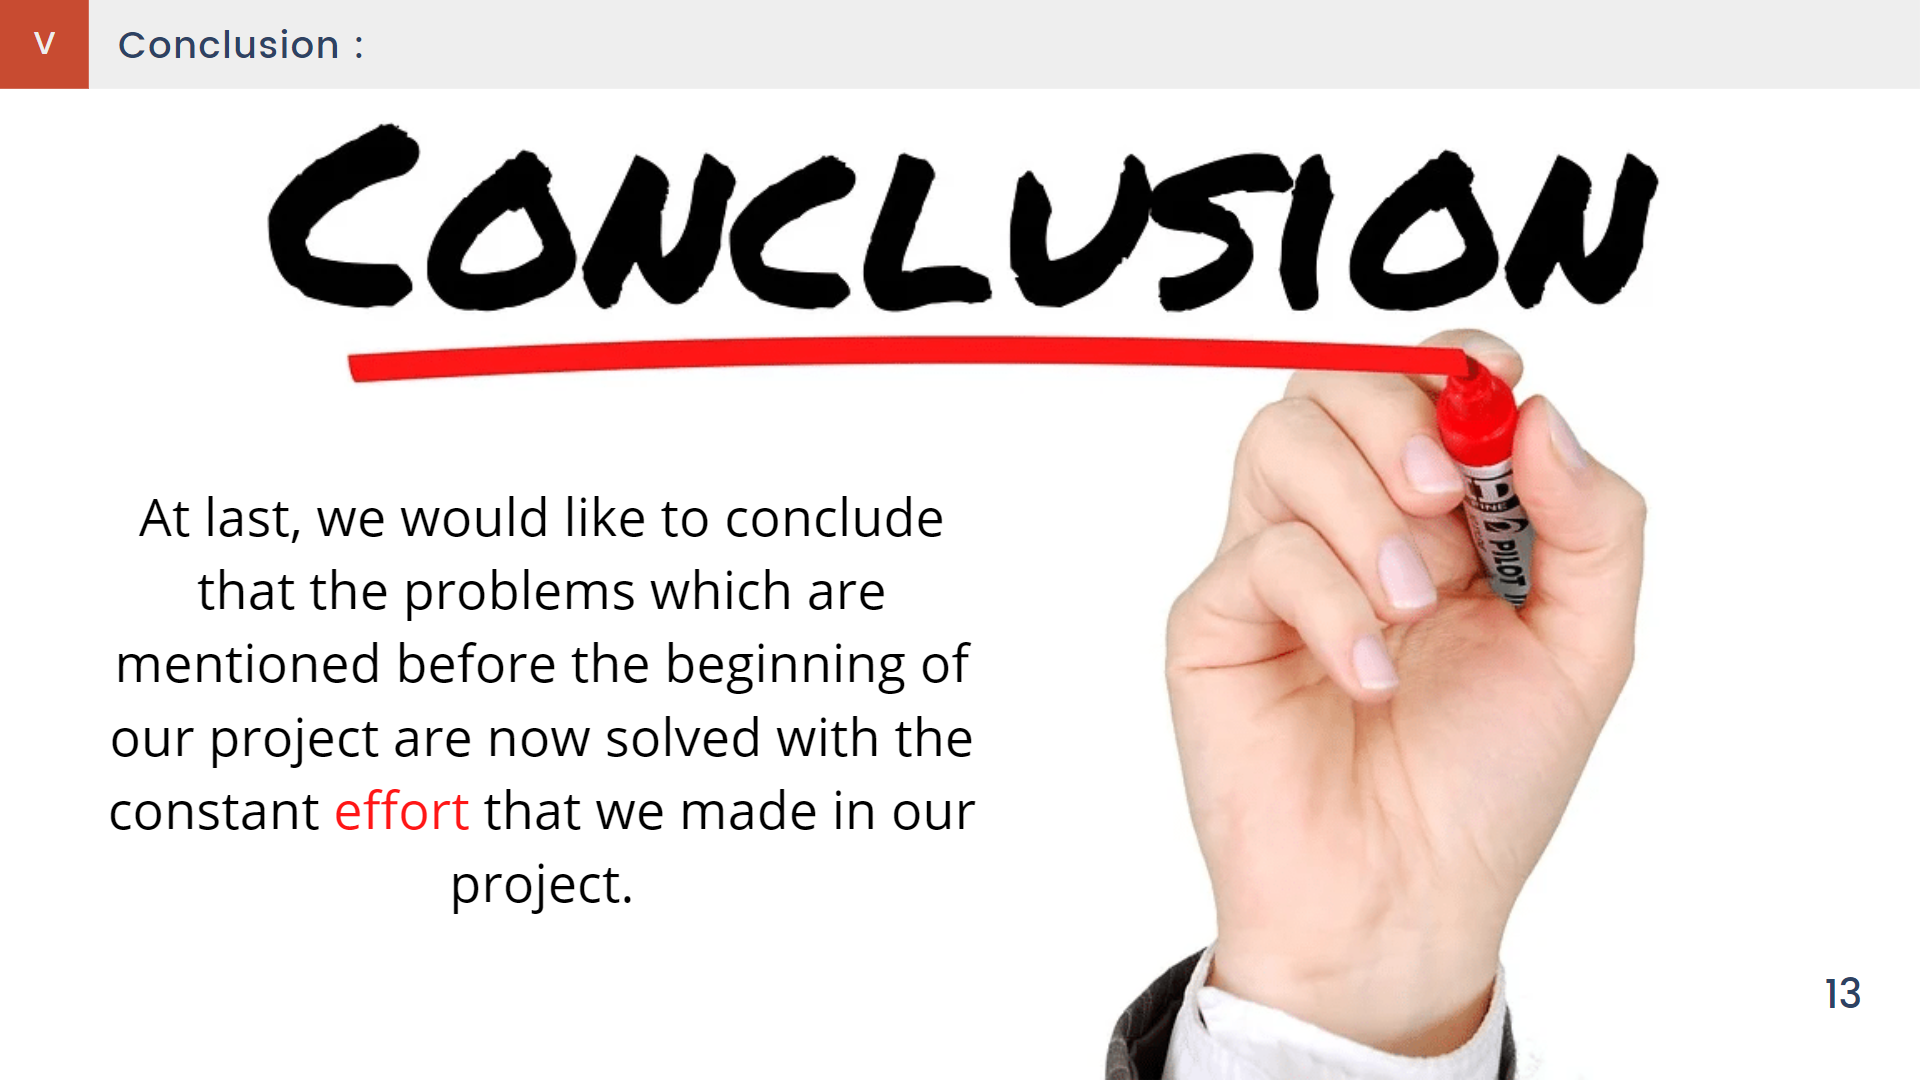 V
Conclusion :
CONCLUSION
At last, we would like to conclude
that the problems which are
mentioned before the beginning of
our project are now solved with the
constant effort that we made in our
project.
PILOT
13